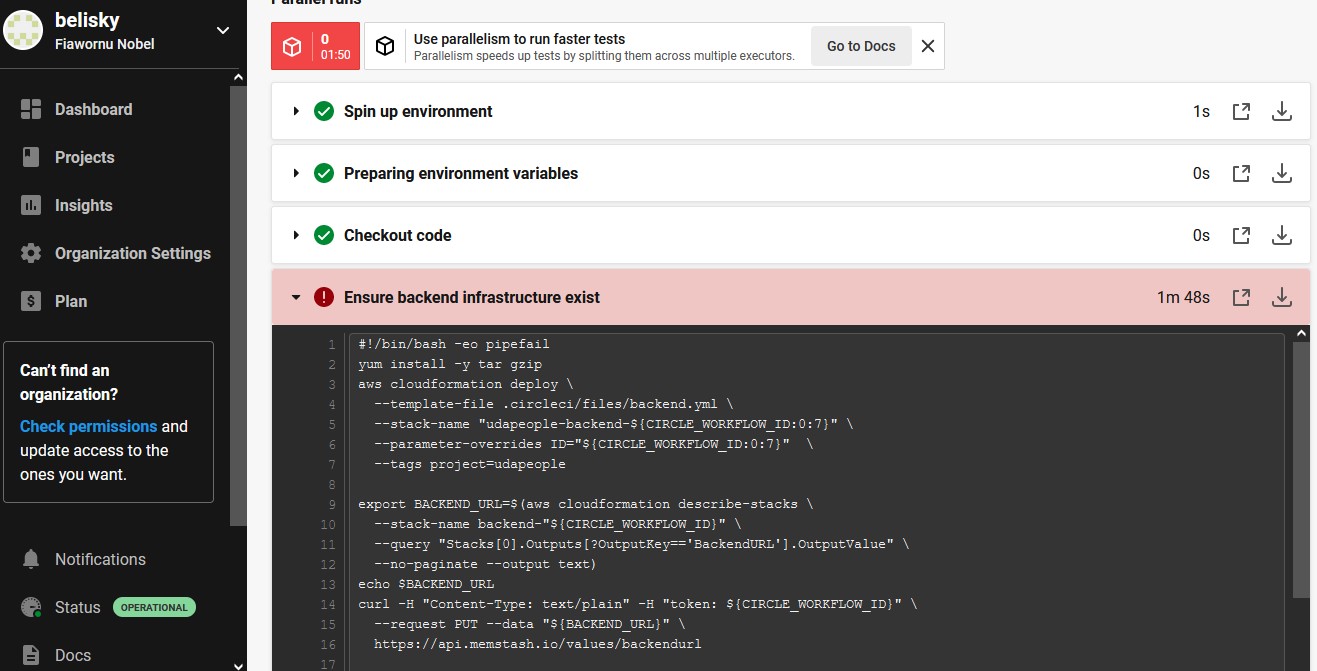 belisky
Fiawornu Nobel
Dashboard
Projects
Insights
Organization Settings
Plan
Can't find an
organization?
Check permissions and
update access to the
ones you want.
Notifications
Status OPERATIONAL
Docs
Parallel runs
0
01:50
Use parallelism to run faster tests
Parallelism speeds up tests by splitting them across multiple executors.
Go to Docs
Spin up environment 1s
Preparing environment variables 0s
Checkout code 0s
Ensure backend infrastructure exist 1m 48s
1 #!/bin/bash -eo pipefail
2 yum install -y tar gzip
3 aws cloudformation deploy \
4   --template-file .circleci/files/backend.yml \
5   --stack-name "udapeople-backend-${CIRCLE_WORKFLOW_ID:0:7}" \
6   --parameter-overrides ID="${CIRCLE_WORKFLOW_ID:0:7}"  \
7   --tags project=udapeople
8
9 export BACKEND_URL=$(aws cloudformation describe-stacks \
10   --stack-name backend-"${CIRCLE_WORKFLOW_ID}" \
11   --query "Stacks[0].Outputs[?OutputKey=='BackendURL'].OutputValue" \
12   --no-paginate --output text)
13 echo $BACKEND_URL
14 curl -H "Content-Type: text/plain" -H "token: ${CIRCLE_WORKFLOW_ID}" \
15   --request PUT --data "${BACKEND_URL}" \
16   https://api.memstash.io/values/backendurl
17